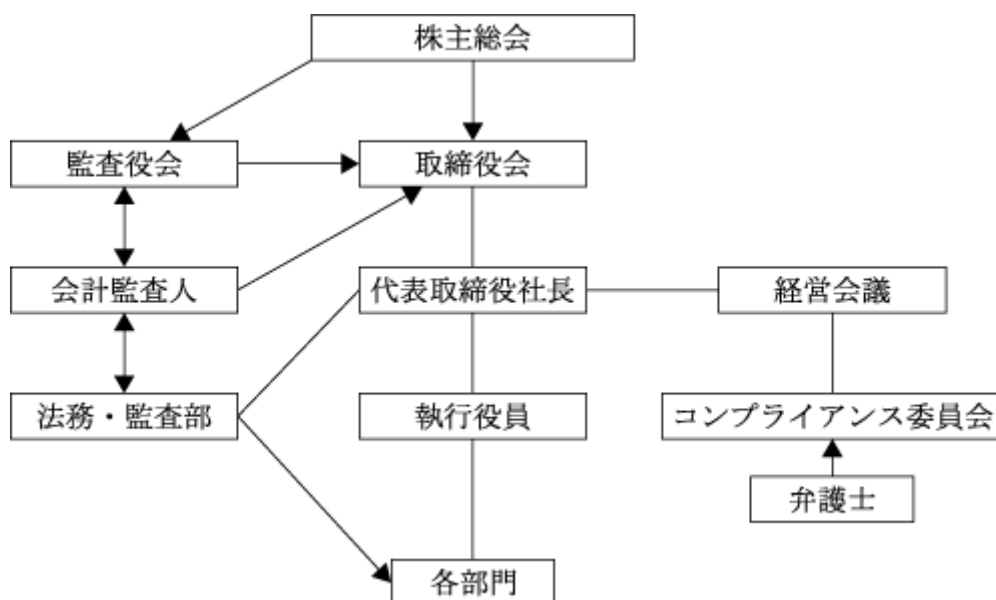 株主総会
監査役会
取締役会
会計監査人
代表取締役社長
経営会議
法務・監査部
執行役員
コンプライアンス委員会
弁護士
各部門